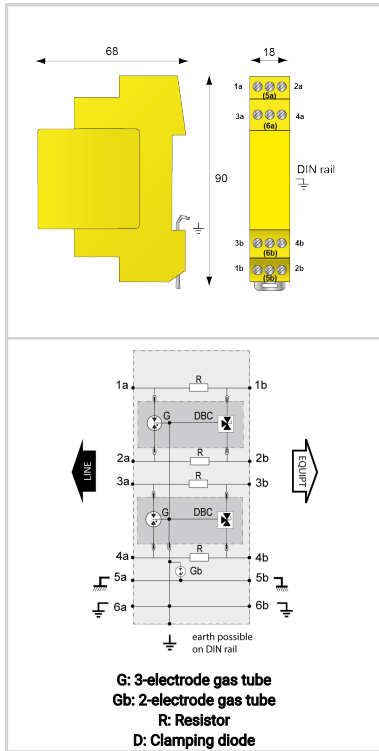 68
18
1a (5a) 2a
3a (6a) 4a
90
DIN rail
3b (6b) 4b
1b (5b) 2b
1a R 1b
G DBC
2a R 2b
LINE
EQUIPT
3a R 3b
G DBC
4a R 4b
Gb
5a 5b
6a 6b
earth possible
on DIN rail
G: 3-electrode gas tube
Gb: 2-electrode gas tube
R: Resistor
D: Clamping diode